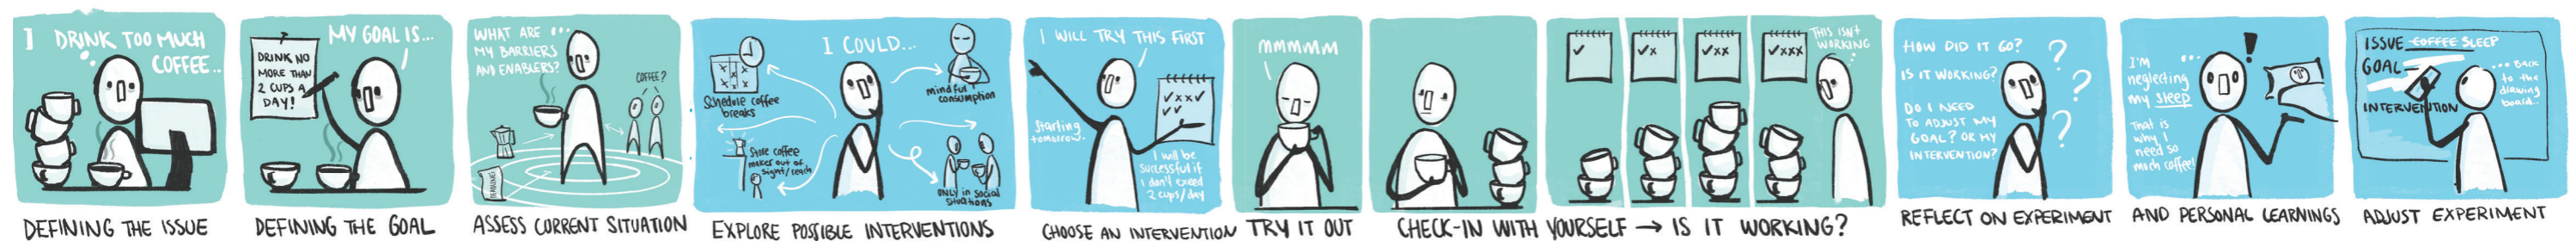 I DRINK TOO MUCH
COFFEE..
DEFINING THE ISSUE
MY GOAL IS...
DRINK NO
MORE THAN
2 CUPS A
DAY!
DEFINING THE GOAL
WHAT ARE
MY BARRIERS
AND ENABLERS?
COFFEE?
ASSESS CURRENT SITUATION
I COULD...
Schedule coffee
breaks
mindful
consumption
Store coffee
maker out of
sight/reach
ONLY in social
situations
EXPLORE POSSIBLE INTERVENTIONS
I WILL TRY THIS FIRST
Starting
tomorrow.
I will be
successful if
I don't exceed
2 cups/day
CHOOSE AN INTERVENTION
MMMMM
TRY IT OUT
THIS ISN'T
WORKING
CHECK-IN WITH YOURSELF → IS IT WORKING?
HOW DID IT GO?
IS IT WORKING?
DO I NEED
TO ADJUST MY
GOAL? OR MY
INTERVENTION?
? ? ?
REFLECT ON EXPERIMENT
!
I'M
neglecting
my sleep
That is
why I
need so
much coffee!
AND PERSONAL LEARNINGS
ISSUE COFFEE SLEEP
GOAL
INTERVENTION
...Back
to the
drawing
board...
ADJUST EXPERIMENT